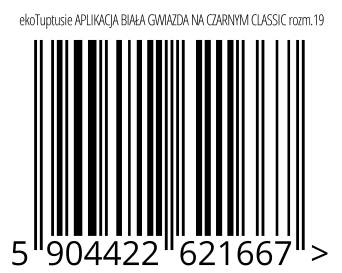 ekoTuptusie APLIKACJA BIAŁA GWIAZDA NA CZARNYM CLASSIC rozm.19
5 904422 621667 >